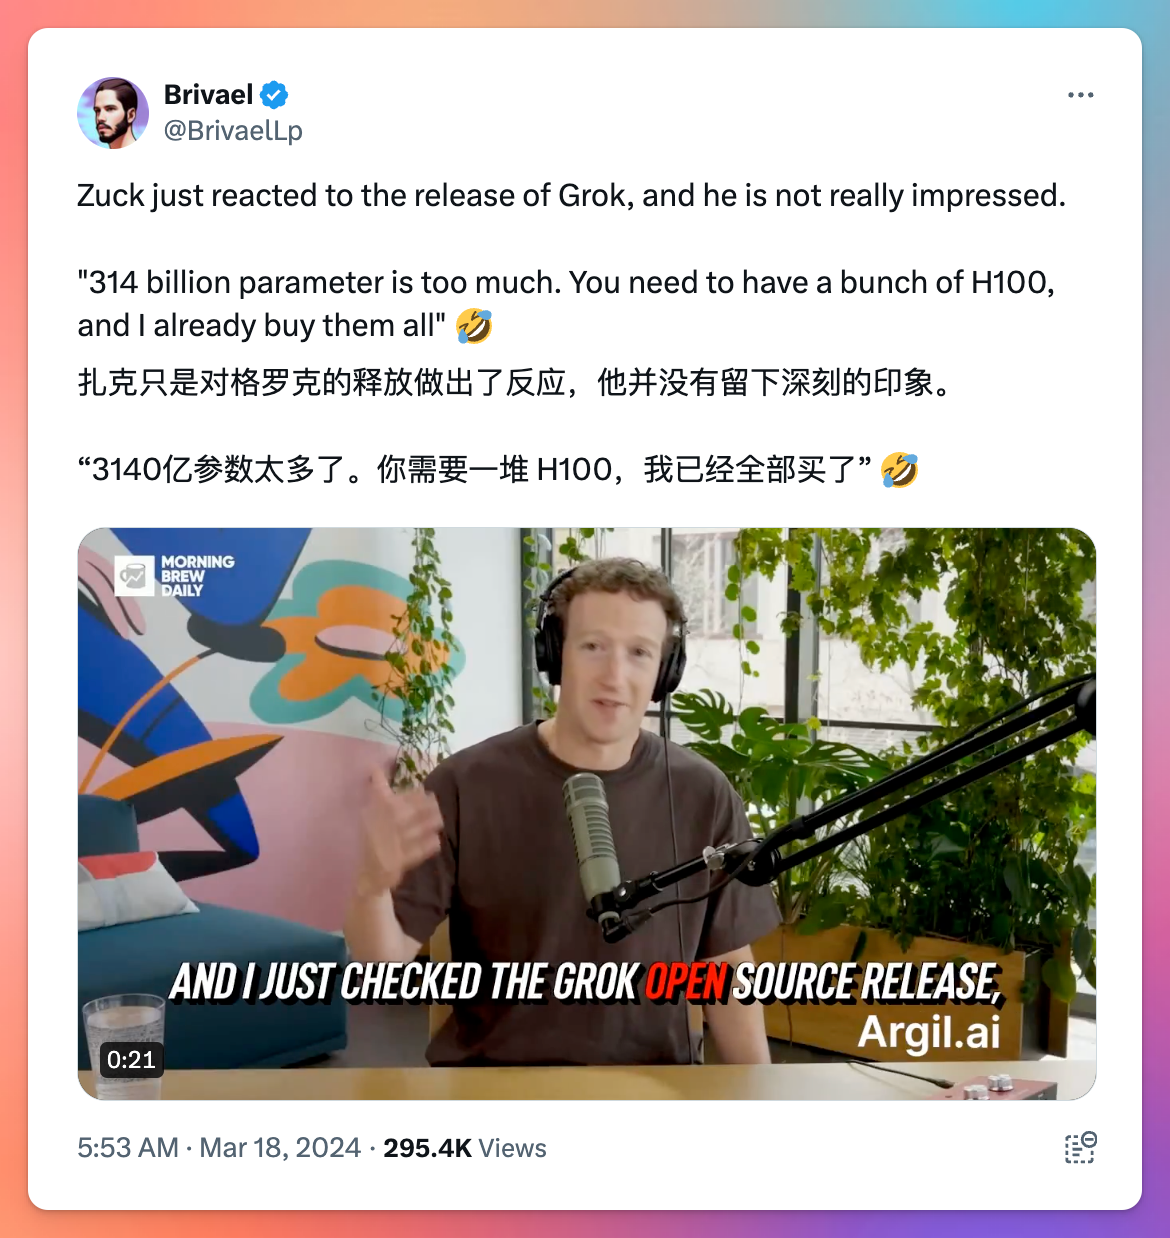 Brivael
@BrivaelLp
Zuck just reacted to the release of Grok, and he is not really impressed.
"314 billion parameter is too much. You need to have a bunch of H100,
and I already buy them all" 🤣
扎克只是对格罗克的释放做出了反应，他并没有留下深刻的印象。
“3140亿参数太多了。你需要一堆 H100，我已经全部买了” 🤣
MORNING
BREW
DAILY
AND I JUST CHECKED THE GROK OPEN SOURCE RELEASE,
Argil.ai
0:21
5:53 AM · Mar 18, 2024 · 295.4K Views